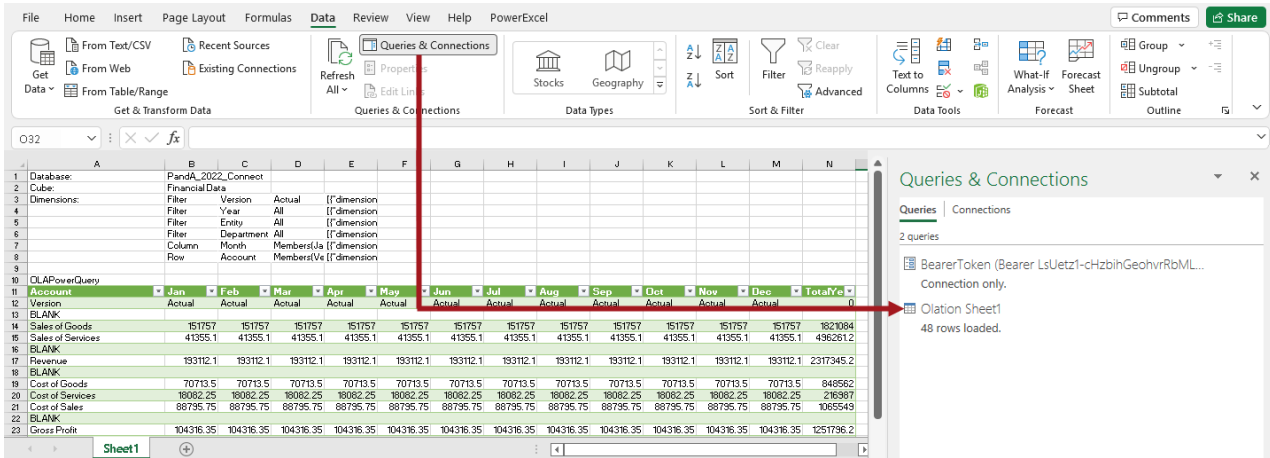 File Home Insert Page Layout Formulas Data Review View Help PowerExcel Comments Share
Get Data
From Text/CSV
From Web
From Table/Range
Recent Sources
Existing Connections
Get & Transform Data
Refresh All
Queries & Connections
Properties
Edit Links
Queries & Connections
Stocks Geography
Data Types
Sort
Filter
Clear
Reapply
Advanced
Sort & Filter
Text to Columns
Data Tools
What-If Analysis
Forecast Sheet
Forecast
Group
Ungroup
Subtotal
Outline
O32 fx
A B C D E F G H I J K L M N
1 Database: PandA_2022_Connect
2 Cube: Financial Data
3 Dimensions: Filter Version Actual [{"dimension
4 Filter Year All [{"dimension
5 Filter Entity All [{"dimension
6 Filter Department All [{"dimension
7 Column Month Members(Ja [{"dimension
8 Row Account Members(Ve [{"dimension
9
10 OLAPowerQuery
11 Account Jan Feb Mar Apr May Jun Jul Aug Sep Oct Nov Dec TotalYe
12 Version Actual Actual Actual Actual Actual Actual Actual Actual Actual Actual Actual Actual 0
13 BLANK
14 Sales of Goods 151757 151757 151757 151757 151757 151757 151757 151757 151757 151757 151757 151757 1821084
15 Sales of Services 41355.1 41355.1 41355.1 41355.1 41355.1 41355.1 41355.1 41355.1 41355.1 41355.1 41355.1 41355.1 496261.2
16 BLANK
17 Revenue 193112.1 193112.1 193112.1 193112.1 193112.1 193112.1 193112.1 193112.1 193112.1 193112.1 193112.1 193112.1 2317345.2
18 BLANK
19 Cost of Goods 70713.5 70713.5 70713.5 70713.5 70713.5 70713.5 70713.5 70713.5 70713.5 70713.5 70713.5 70713.5 848562
20 Cost of Services 18082.25 18082.25 18082.25 18082.25 18082.25 18082.25 18082.25 18082.25 18082.25 18082.25 18082.25 18082.25 216987
21 Cost of Sales 88795.75 88795.75 88795.75 88795.75 88795.75 88795.75 88795.75 88795.75 88795.75 88795.75 88795.75 88795.75 1065549
22 BLANK
23 Gross Profit 104316.35 104316.35 104316.35 104316.35 104316.35 104316.35 104316.35 104316.35 104316.35 104316.35 104316.35 104316.35 1251796.2
Sheet1
Queries & Connections
Queries Connections
2 queries
BearerToken (Bearer LsUetz1-cHzbihGeohvrRbML...
Connection only.
Olation Sheet1
48 rows loaded.